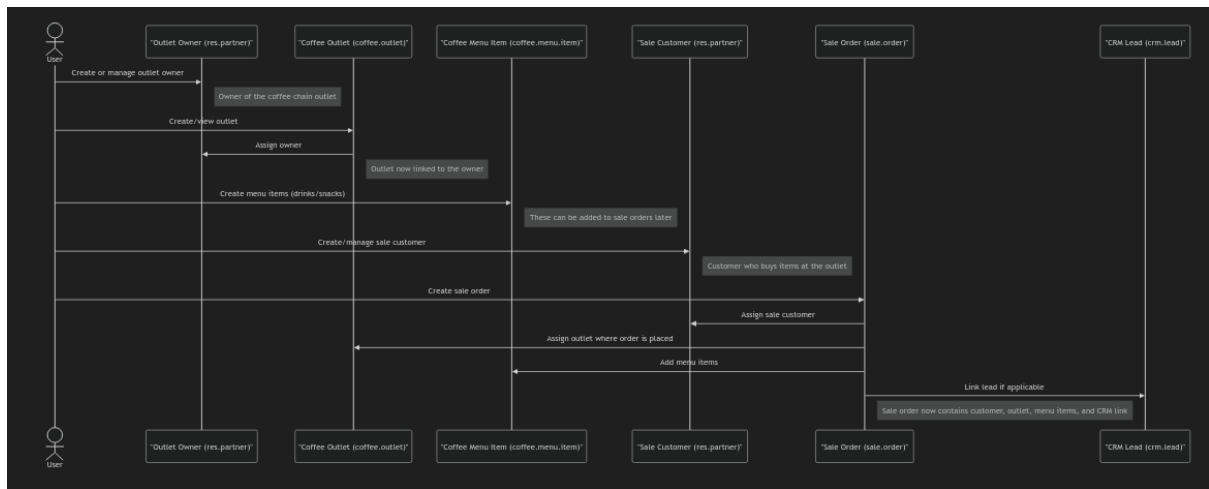 "Outlet Owner (res.partner)"
"Coffee Outlet (coffee.outlet)"
"Coffee Menu Item (coffee.menu.item)"
"Sale Customer (res.partner)"
"Sale Order (sale.order)"
"CRM Lead (crm.lead)"
User
Create or manage outlet owner
Owner of the coffee chain outlet
Create/view outlet
Assign owner
Outlet now linked to the owner
Create menu items (drinks/snacks)
These can be added to sale orders later
Create/manage sale customer
Customer who buys items at the outlet
Create sale order
Assign sale customer
Assign outlet where order is placed
Add menu items
Link lead if applicable
Sale order now contains customer, outlet, menu items, and CRM link
"Outlet Owner (res.partner)"
"Coffee Outlet (coffee.outlet)"
"Coffee Menu Item (coffee.menu.item)"
"Sale Customer (res.partner)"
"Sale Order (sale.order)"
"CRM Lead (crm.lead)"
User